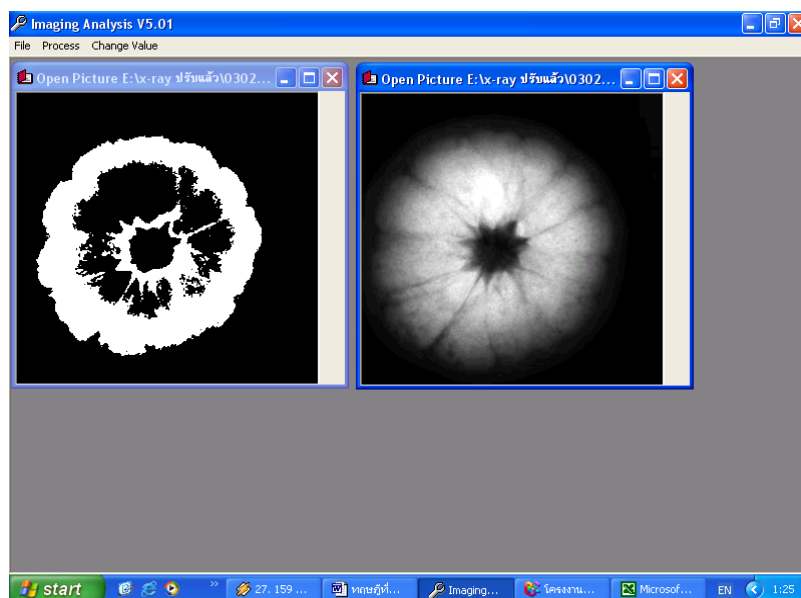 Imaging Analysis V5.01
File Process Change Value
Open Picture E:\x-ray ปรับแล้ว\0302...
Open Picture E:\x-ray ปรับแล้ว\0302...
start » 27. 159 ... ทฤษฎีที่... Imaging... โครงงาน... Microsof... EN 1:25